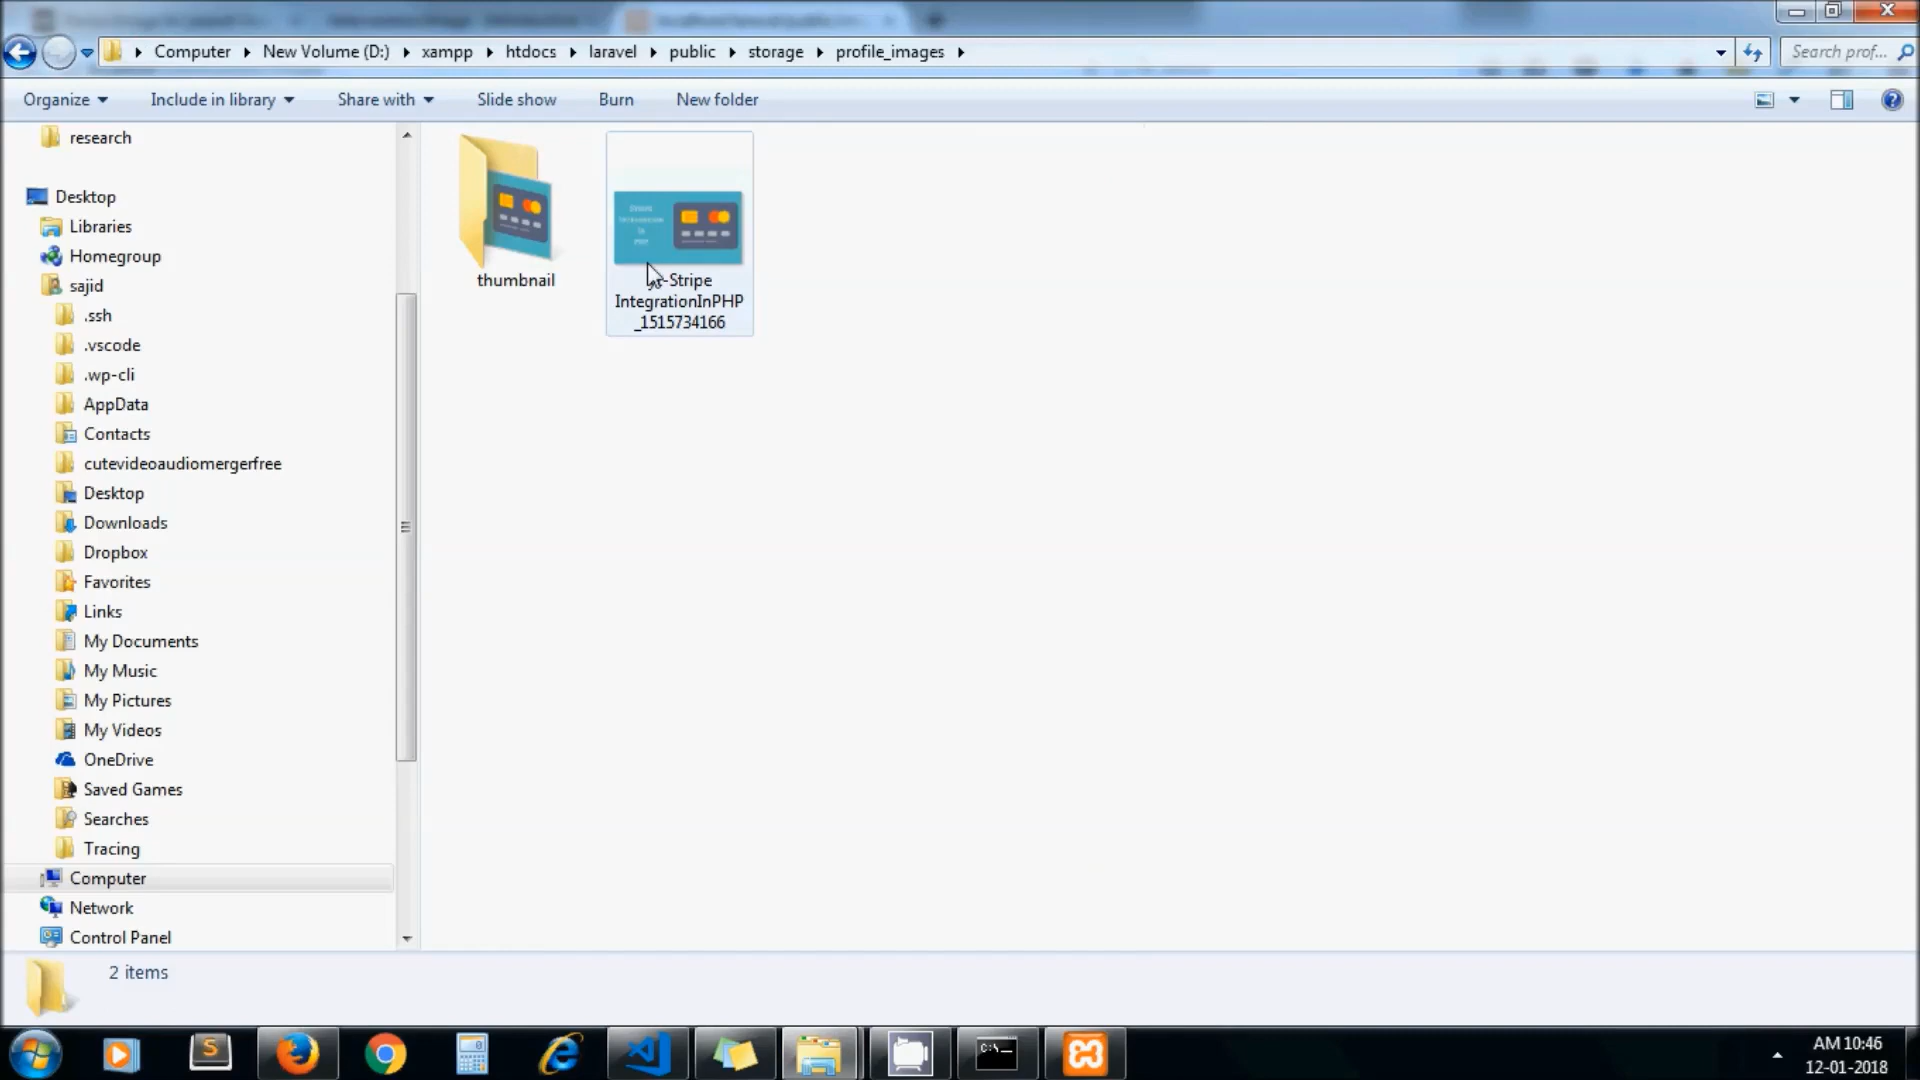 Computer New Volume (D:) xampp htdocs laravel public storage profile_images
Search prof...
Organize Include in library Share with Slide show Burn New folder
research
Desktop
Libraries
Homegroup
sajid
.ssh
.vscode
.wp-cli
AppData
Contacts
cutevideoaudiomergerfree
Desktop
Downloads
Dropbox
Favorites
Links
My Documents
My Music
My Pictures
My Videos
OneDrive
Saved Games
Searches
Tracing
Computer
Network
Control Panel
thumbnail
-Stripe
IntegrationInPHP
_1515734166
2 items
C:\
AM 10:46
12-01-2018